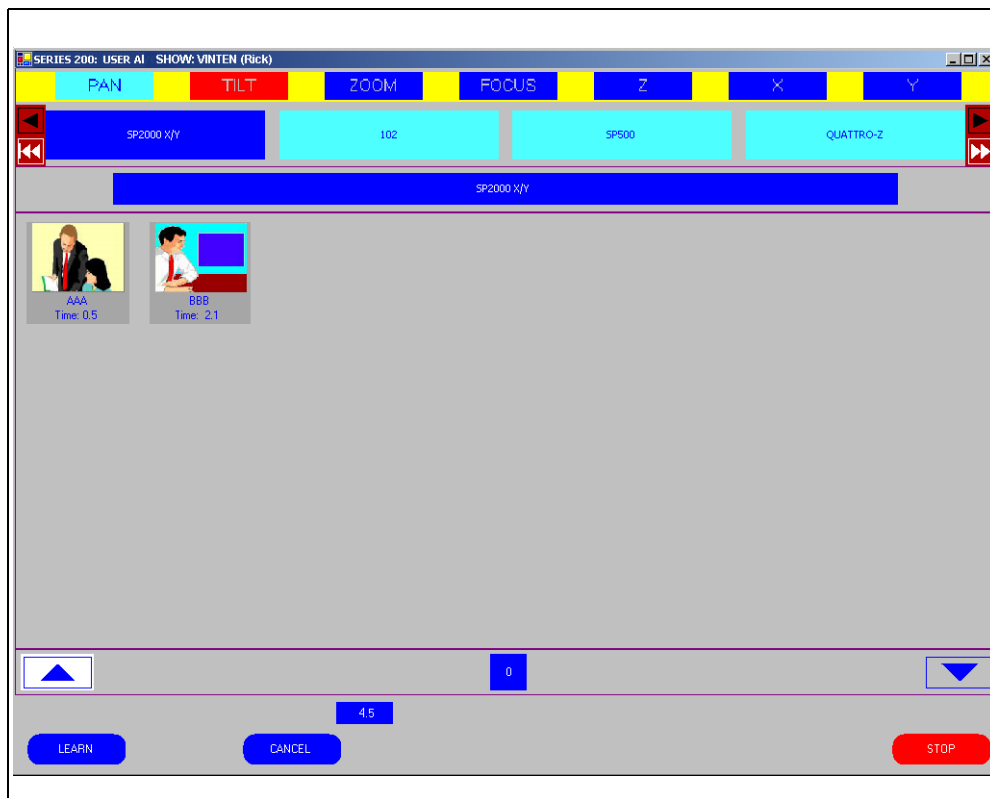 SERIES 200: USER Al SHOW: VINTEN (Rick)
PAN TILT ZOOM FOCUS Z X Y
SP2000 X/Y 102 SP500 QUATTRO-Z
SP2000 X/Y
AAA BBB
Time: 0.5 Time: 2.1
0
4.5
LEARN CANCEL STOP